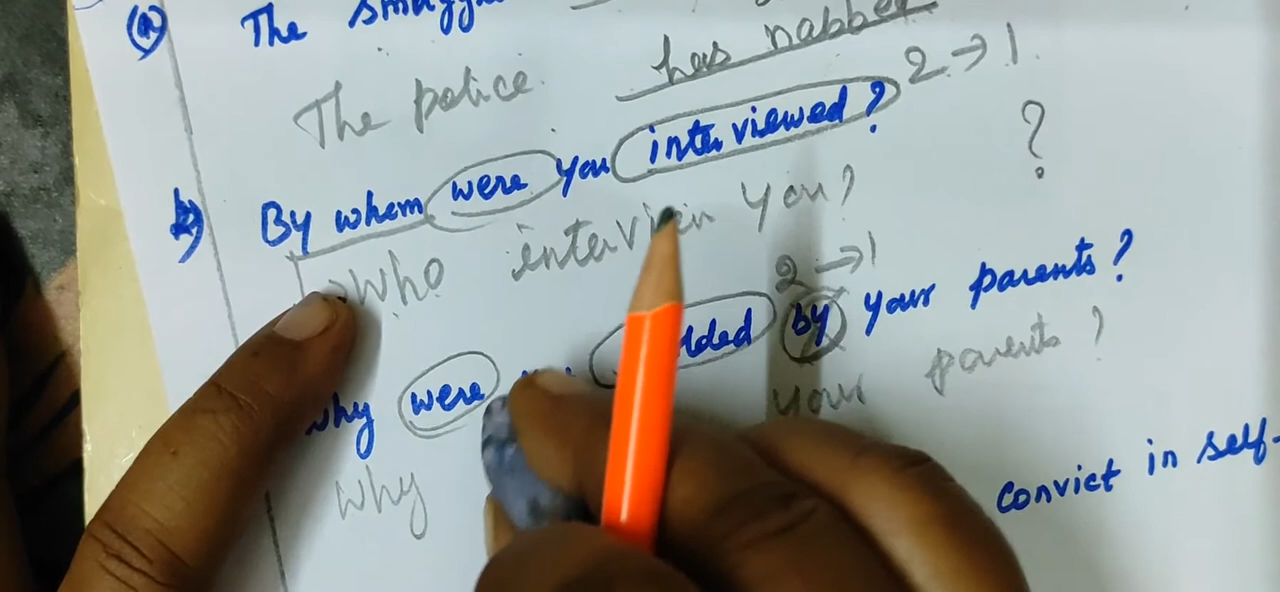 (a) The
The police has nabbed
2→1
b) By whom were you interviewed?
?
Who interview you?
2→1
why were by your parents?
why your parents?
convict in self-